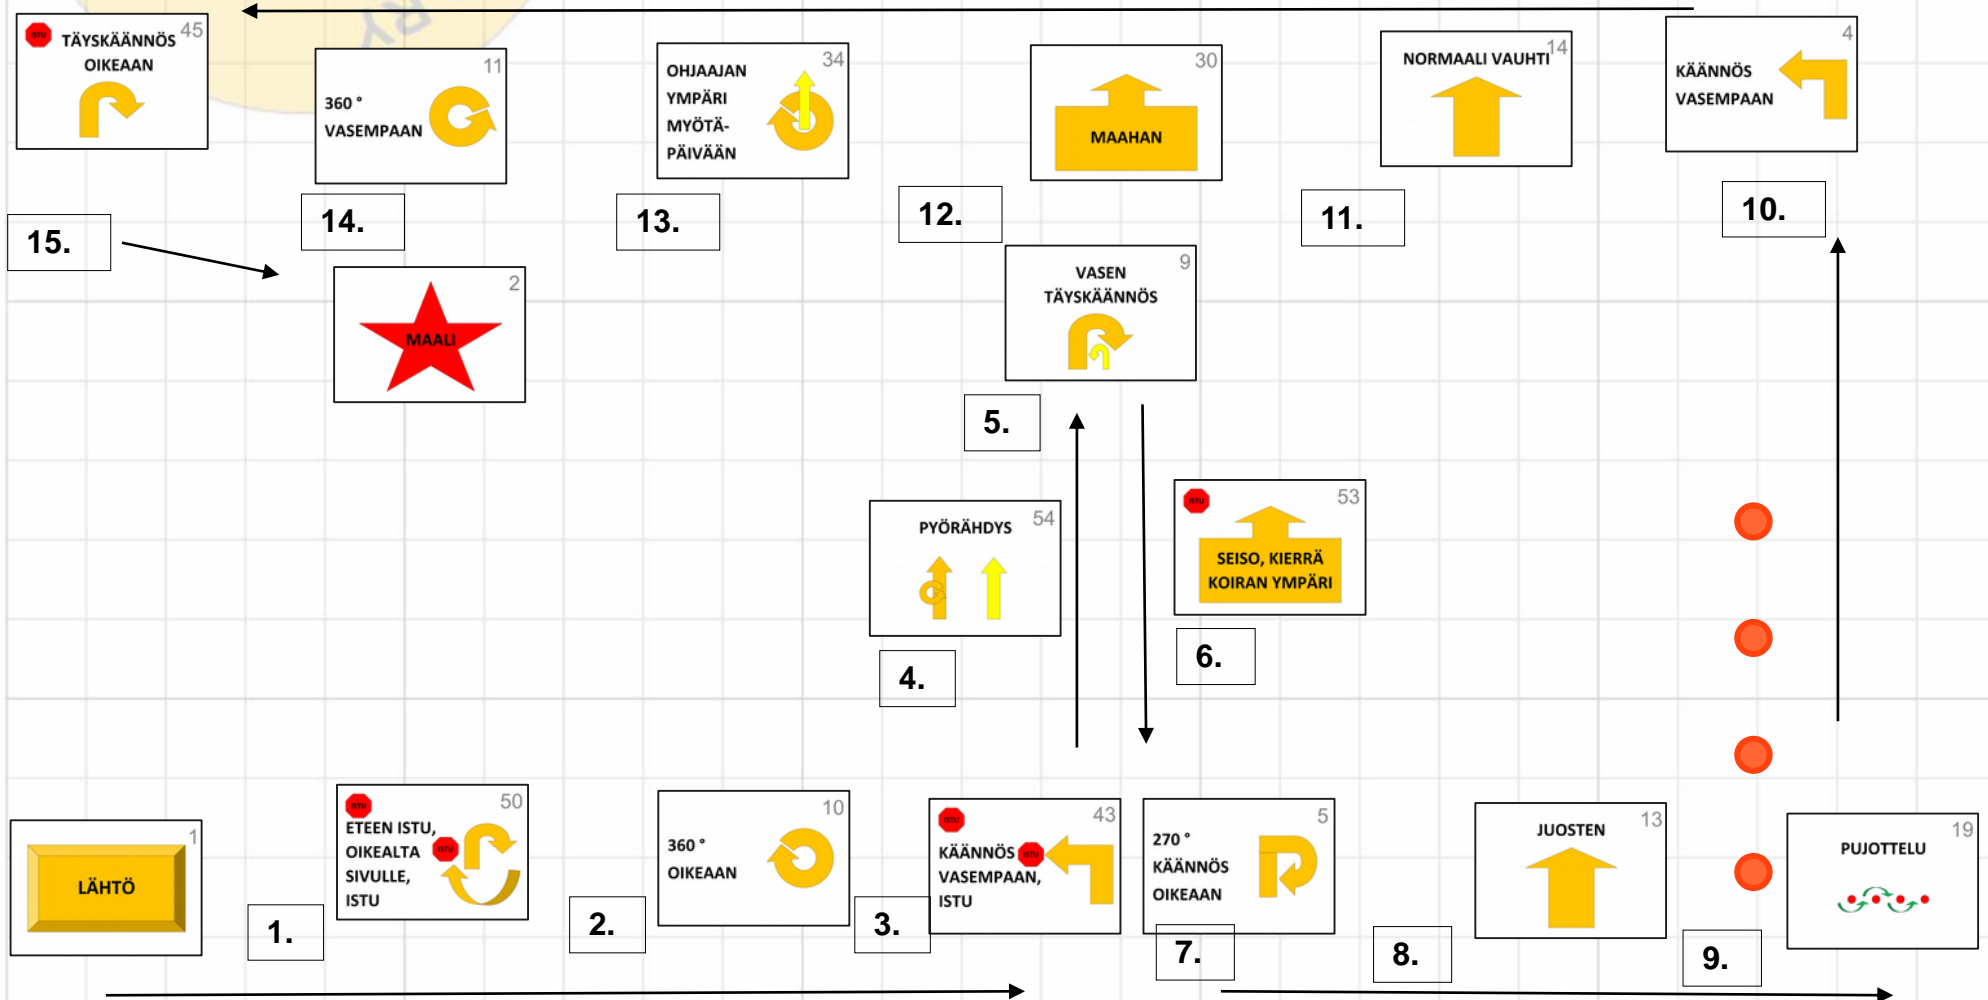 RY
ISTU
TÄYSKÄÄNNÖS
OIKEAAN
45
360 °
VASEMPAAN
11
OHJAAJAN
YMPÄRI
MYÖTÄ-
PÄIVÄÄN
34
MAAHAN
30
NORMAALI VAUHTI
14
KÄÄNNÖS
VASEMPAAN
4
15.
14.
13.
12.
11.
10.
MAALI
2
VASEN
TÄYSKÄÄNNÖS
9
5.
PYÖRÄHDYS
54
ISTU
SEISO, KIERRÄ
KOIRAN YMPÄRI
53
4.
6.
LÄHTÖ
1
1.
ISTU
ETEEN ISTU,
OIKEALTA
ISTU
SIVULLE,
ISTU
50
2.
360 °
OIKEAAN
10
3.
ISTU
KÄÄNNÖS
ISTU
VASEMPAAN,
ISTU
43
270 °
KÄÄNNÖS
OIKEAAN
5
7.
8.
JUOSTEN
13
9.
PUJOTTELU
19